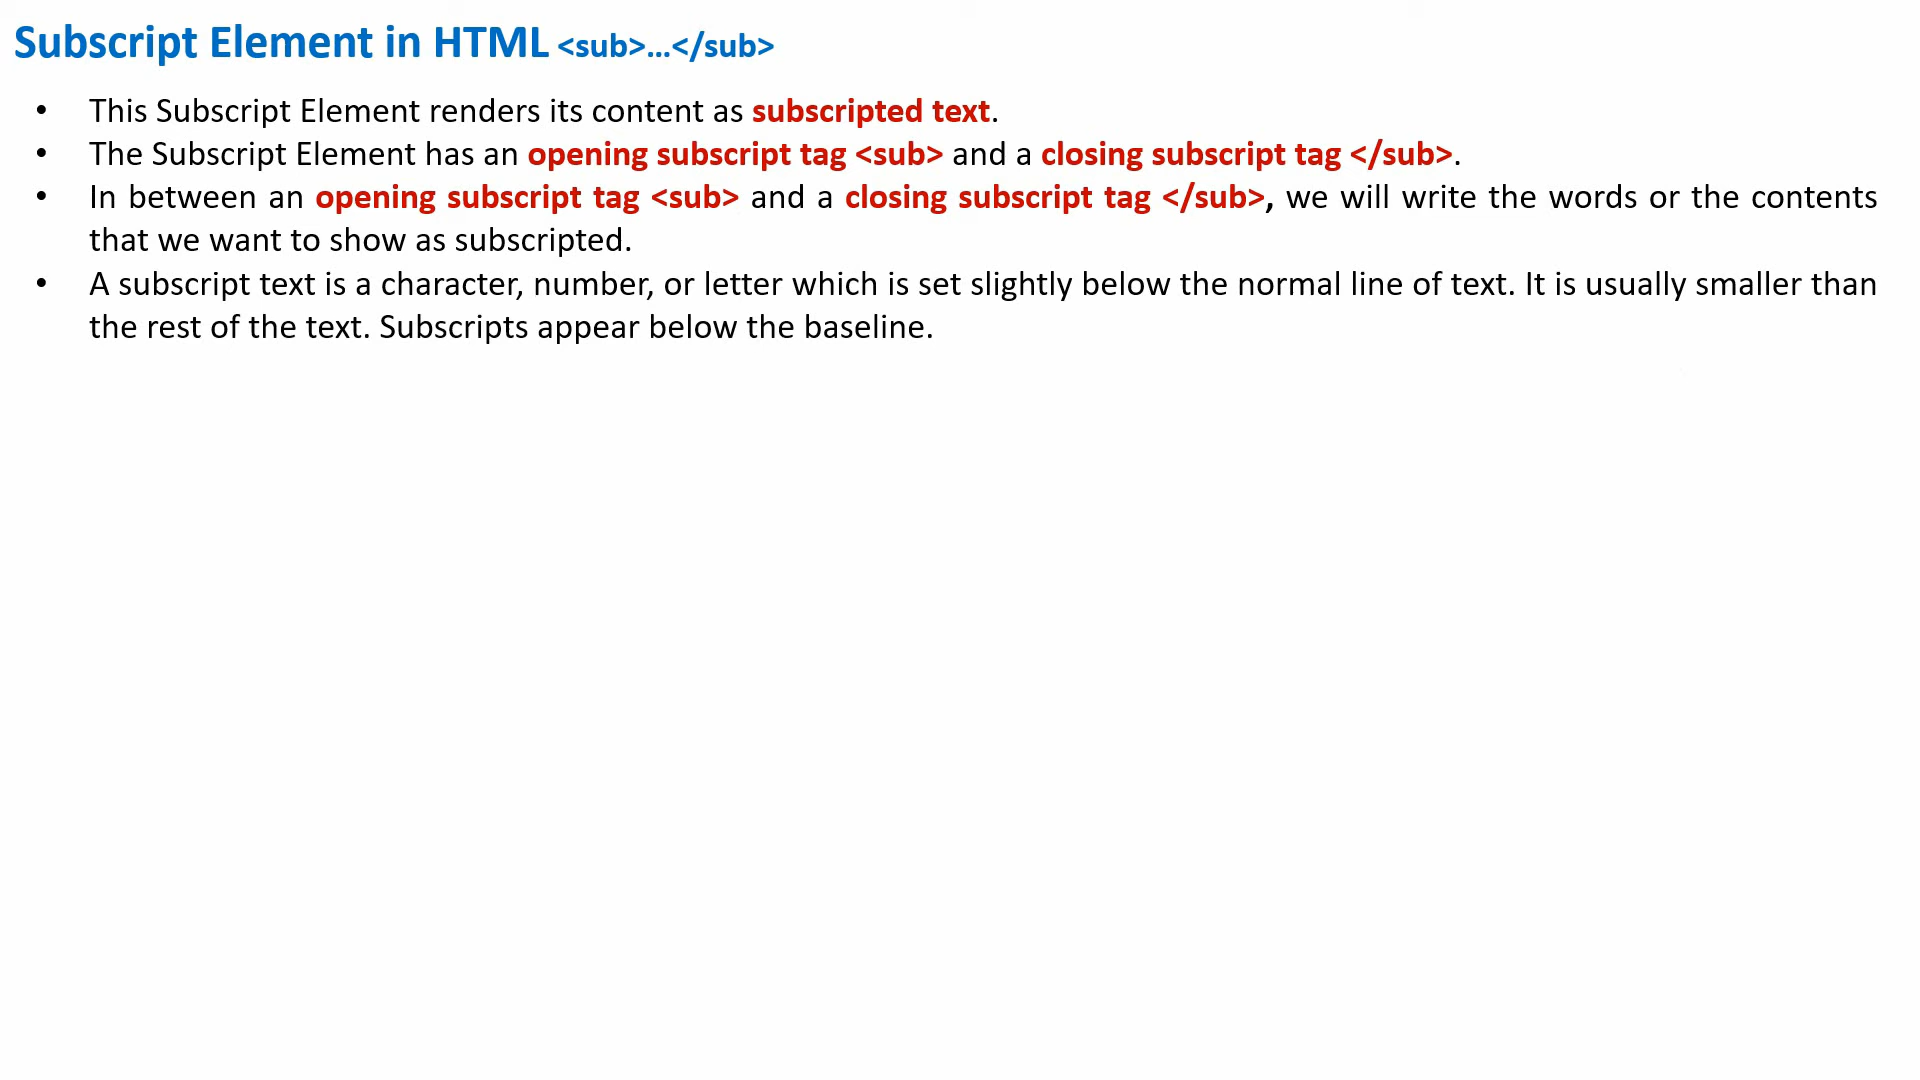 Subscript Element in HTML <sub>…</sub>
• This Subscript Element renders its content as subscripted text.
• The Subscript Element has an opening subscript tag <sub> and a closing subscript tag </sub>.
• In between an opening subscript tag <sub> and a closing subscript tag </sub>, we will write the words or the contents
that we want to show as subscripted.
• A subscript text is a character, number, or letter which is set slightly below the normal line of text. It is usually smaller than
the rest of the text. Subscripts appear below the baseline.